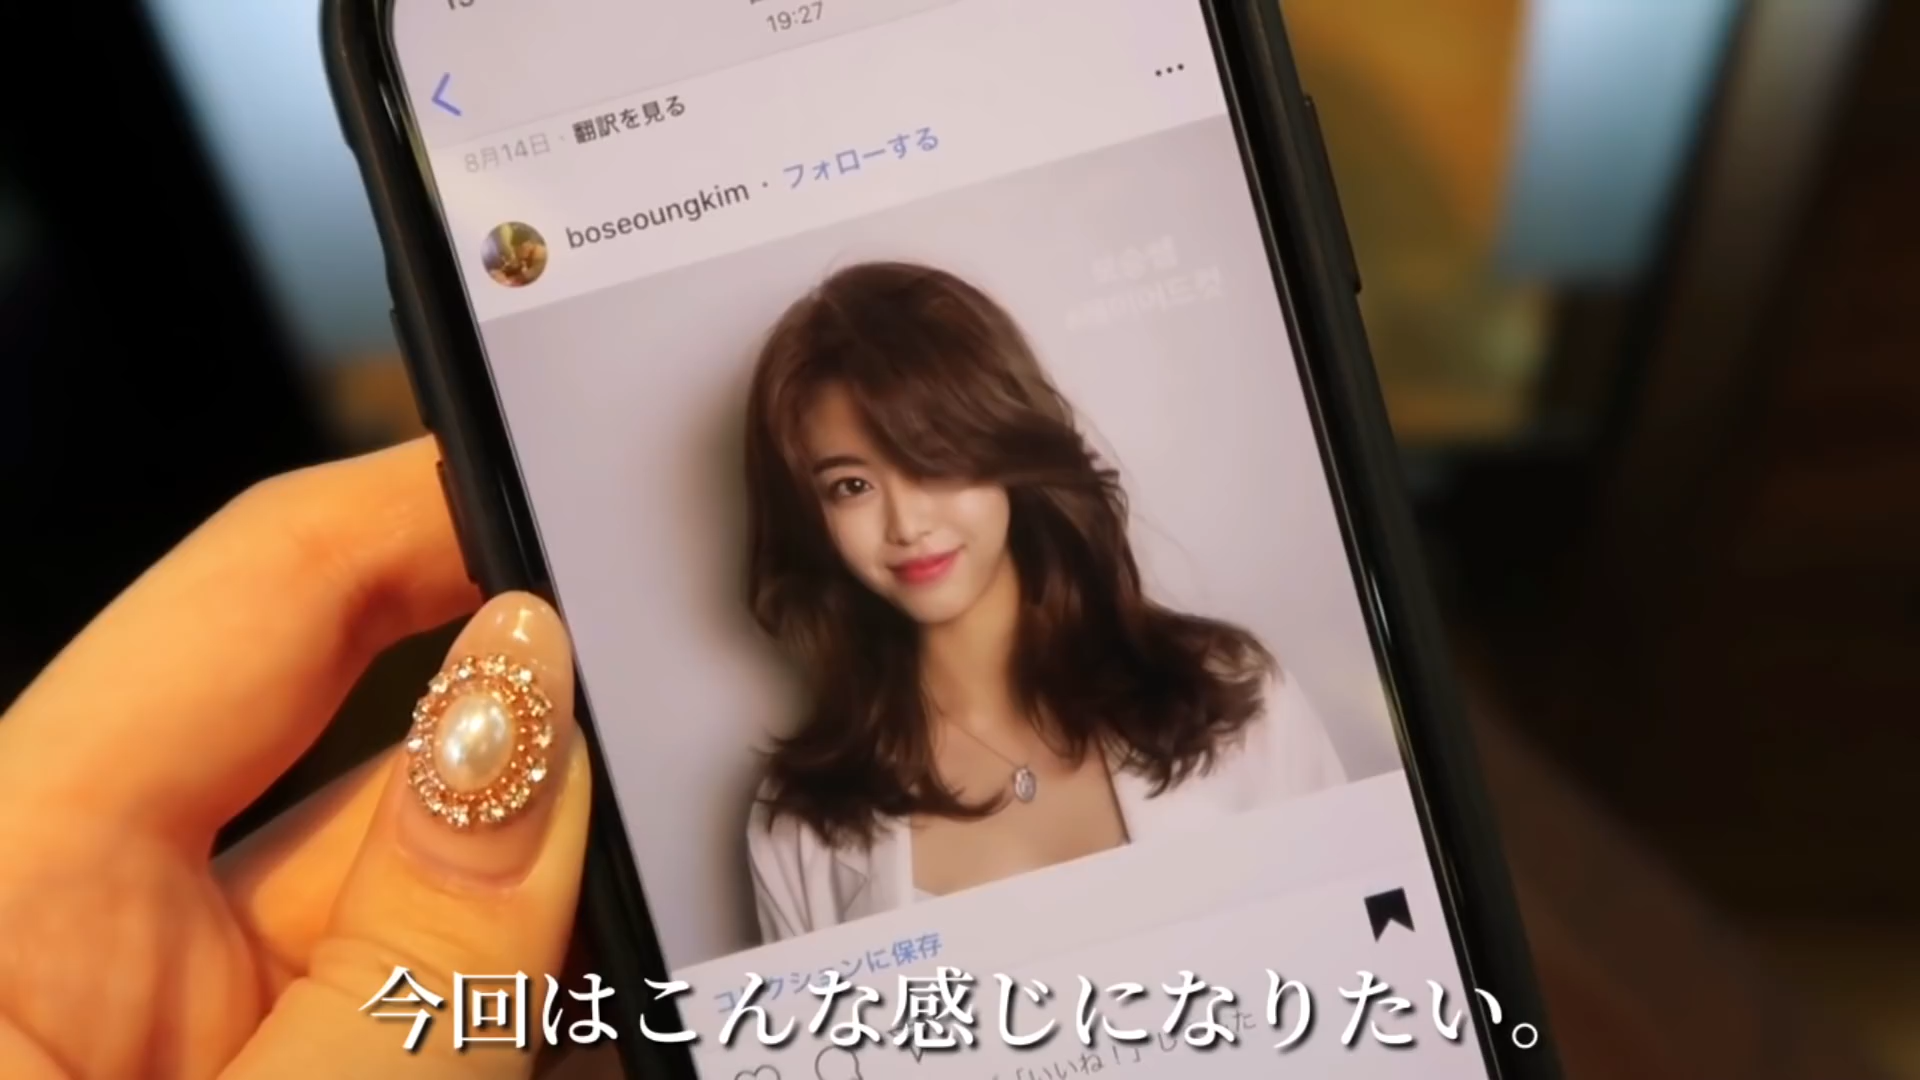 19:27
8月14日・翻訳を見る
boseoungkim・フォローする
コレクションに保存
今回はこんな感じになりたい。